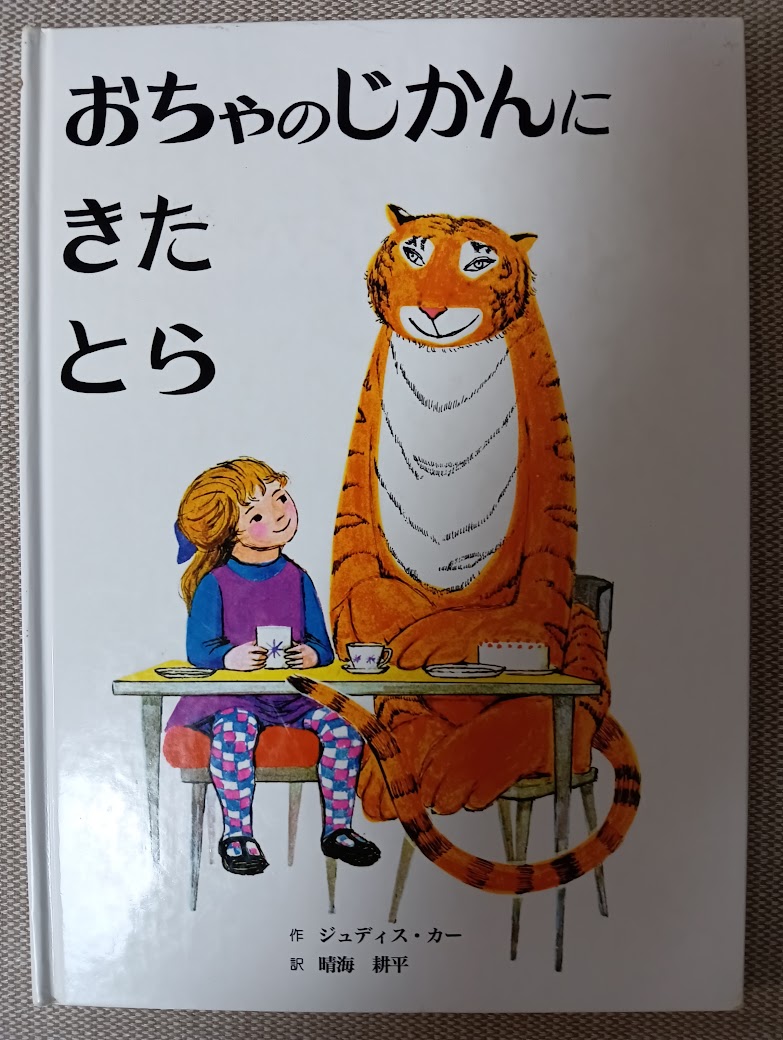 おちゃのじかんに
きた
とら
作 ジュディス・カー
訳 晴海 耕平